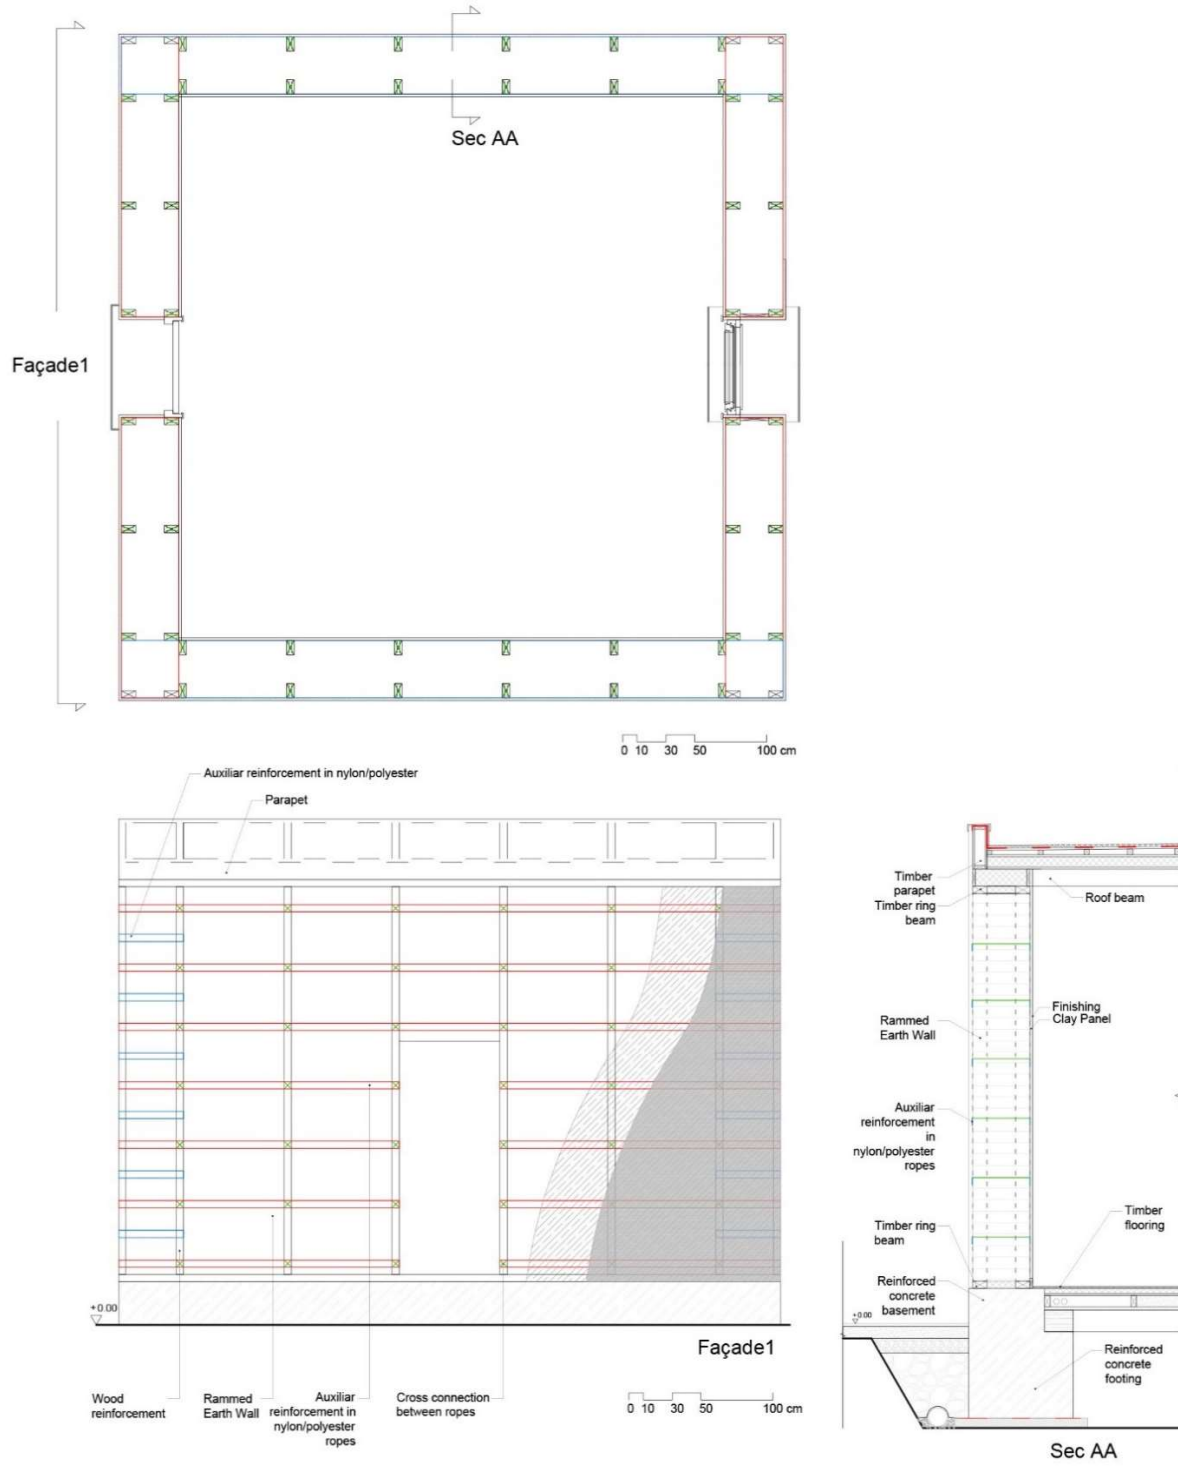 Sec AA
Façade1
0 10 30 50 100 cm
Auxiliar reinforcement in nylon/polyester
Parapet
+0.00
Façade1
Wood
reinforcement
Rammed
Earth Wall
Auxiliar
reinforcement in
nylon/polyester
ropes
Cross connection
between ropes
0 10 30 50 100 cm
Timber
parapet
Timber ring
beam
Roof beam
Rammed
Earth Wall
Finishing
Clay Panel
Auxiliar
reinforcement
in
nylon/polyester
ropes
Timber ring
beam
Timber
flooring
Reinforced
concrete
basement
+0.00
Reinforced
concrete
footing
Sec AA